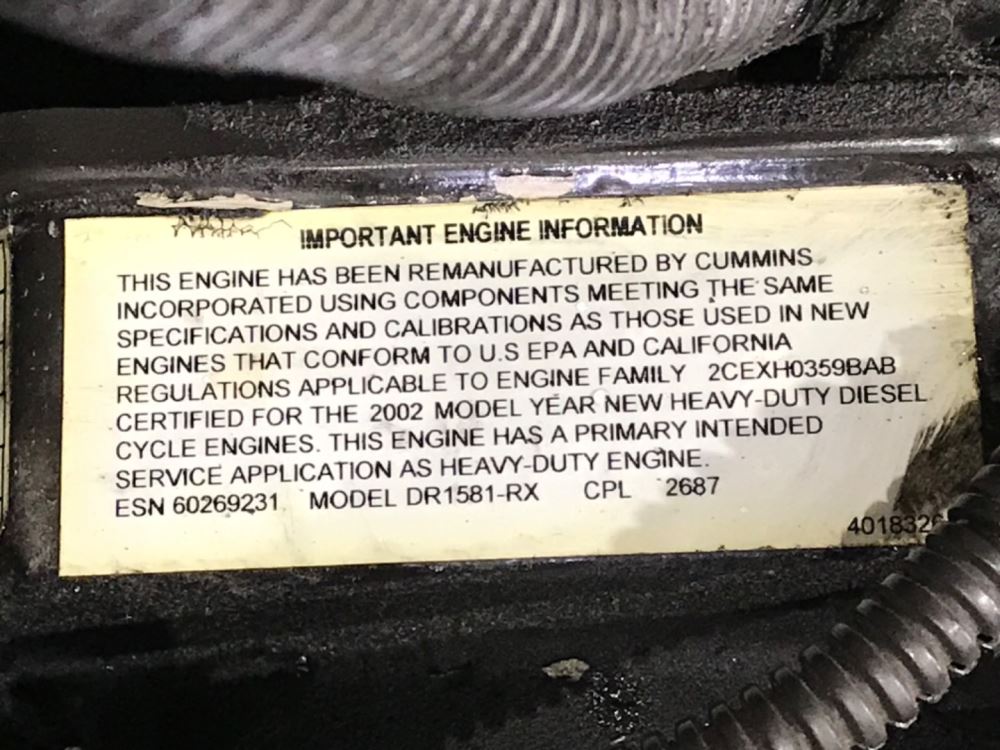 IMPORTANT ENGINE INFORMATION
THIS ENGINE HAS BEEN REMANUFACTURED BY CUMMINS
INCORPORATED USING COMPONENTS MEETING THE SAME
SPECIFICATIONS AND CALIBRATIONS AS THOSE USED IN NEW
ENGINES THAT CONFORM TO U.S EPA AND CALIFORNIA
REGULATIONS APPLICABLE TO ENGINE FAMILY 2CEXH0359BAB
CERTIFIED FOR THE 2002 MODEL YEAR NEW HEAVY-DUTY DIESEL
CYCLE ENGINES. THIS ENGINE HAS A PRIMARY INTENDED
SERVICE APPLICATION AS HEAVY-DUTY ENGINE.
ESN 60269231 MODEL DR1581-RX CPL 2687